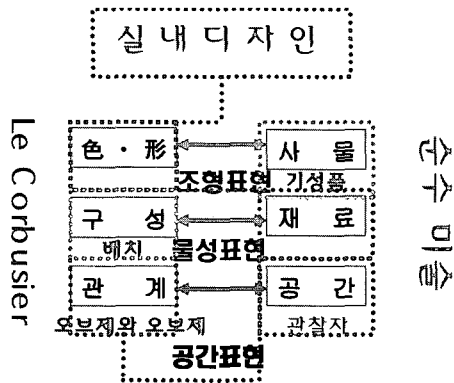 실내디자인
Le Corbusier
色 · 形
사 물
조형표현
기성품
구 성
재 료
배치
물성표현
관 계
공 간
오브제와 오브제
관찰자
공간표현
순수 미술